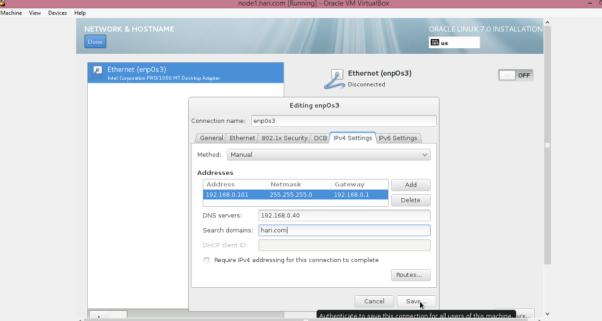 node1.hari.com [Running] - Oracle VM VirtualBox
Machine View Devices Help
NETWORK & HOSTNAME
ORACLE LINUX 7.0 INSTALLATION
Done
us
Ethernet (enp0s3)
Intel Corporation PRO/1000 MT Desktop Adapter
Ethernet (enp0s3)
Disconnected
OFF
Editing enp0s3
Connection name: enp0s3
General Ethernet 802.1x Security DCB IPv4 Settings IPv6 Settings
Method: Manual
Addresses
Address Netmask Gateway
192.168.0.101 255.255.255.0 192.168.0.1
Add
Delete
DNS servers: 192.168.0.40
Search domains: hari.com
DHCP client ID:
Require IPv4 addressing for this connection to complete
Routes...
Cancel Save...
Authenticate to save this connection for all users of this machine.